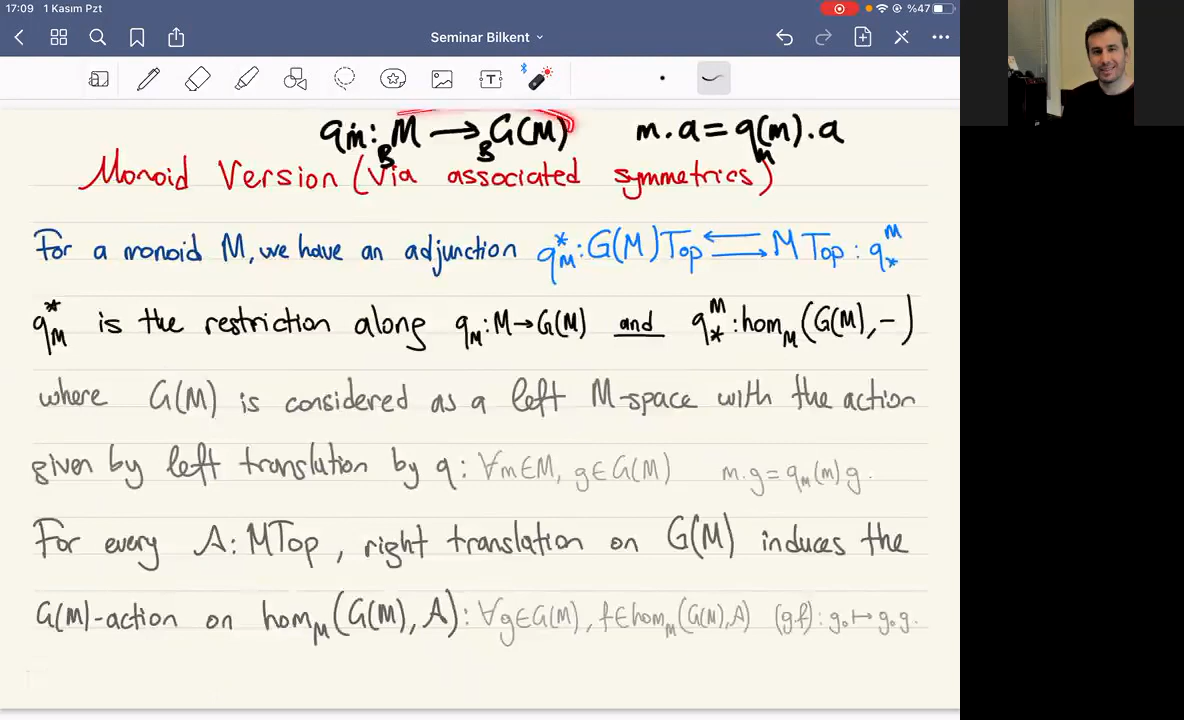 17:09 1 Kasım Pzt %47
Seminar Bilkent
q_M: M → G(M) m.a = q_M(m).a
B B
Monoid Version (via associated symmetrics)
For a monoid M, we have an adjunction q*_M : G(M)Top ⇄ MTop : q^M_*
q*_M is the restriction along q_M: M→G(M) and q^M_* : hom_M(G(M), -)
where G(M) is considered as a left M-space with the action
given by left translation by q: ∀m∈M, g∈G(M) m.g = q_M(m)g.
For every A: MTop, right translation on G(M) induces the
G(M)-action on hom_M(G(M), A): ∀g∈G(M), f∈hom_M(G(M),A) (g.f): g₀ ↦ g₀g.